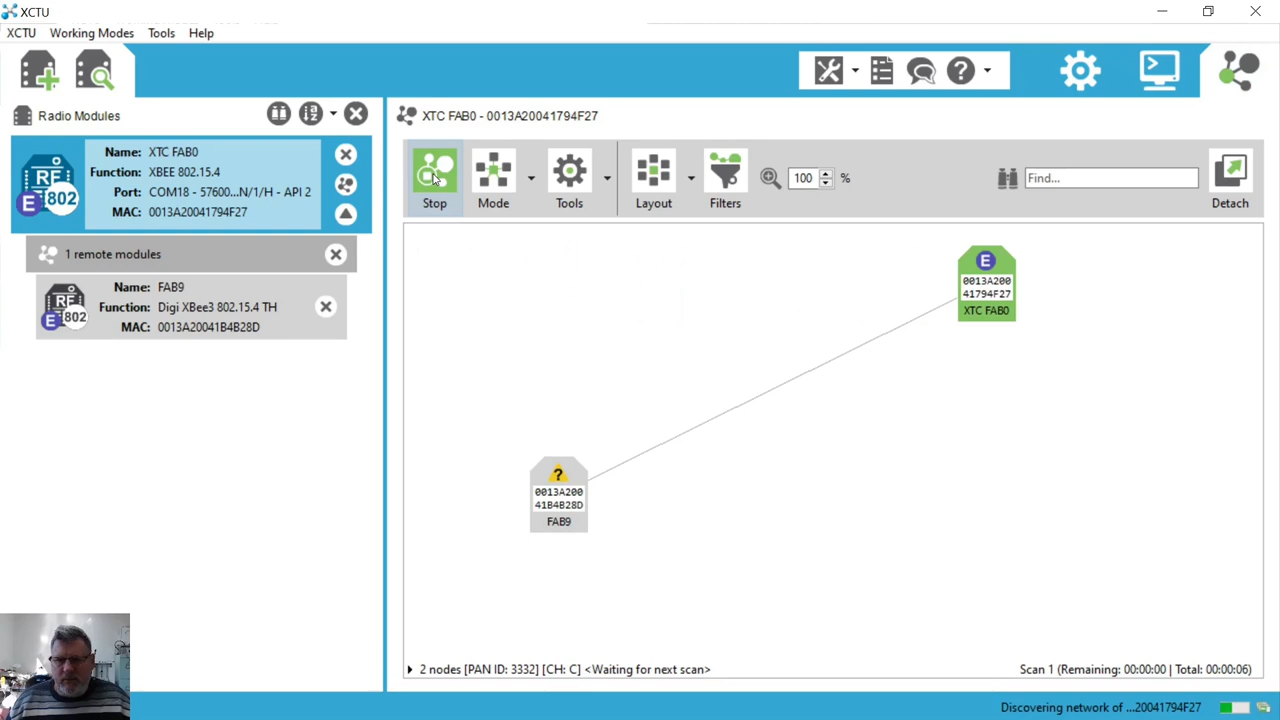 XCTU
XCTU Working Modes Tools Help
Radio Modules
Name: XTC FAB0
Function: XBEE 802.15.4
Port: COM18 - 57600...N/1/H - API 2
MAC: 0013A20041794F27
RF
E 802
1 remote modules
Name: FAB9
Function: Digi XBee3 802.15.4 TH
MAC: 0013A20041B4B28D
RF
E 802
XTC FAB0 - 0013A20041794F27
Stop Mode Tools Layout Filters 100 % Find... Detach
E
0013A200
41794F27
XTC FAB0
?
0013A200
41B4B28D
FAB9
2 nodes [PAN ID: 3332] [CH: C] <Waiting for next scan> Scan 1 (Remaining: 00:00:00 | Total: 00:00:06)
Discovering network of ...20041794F27